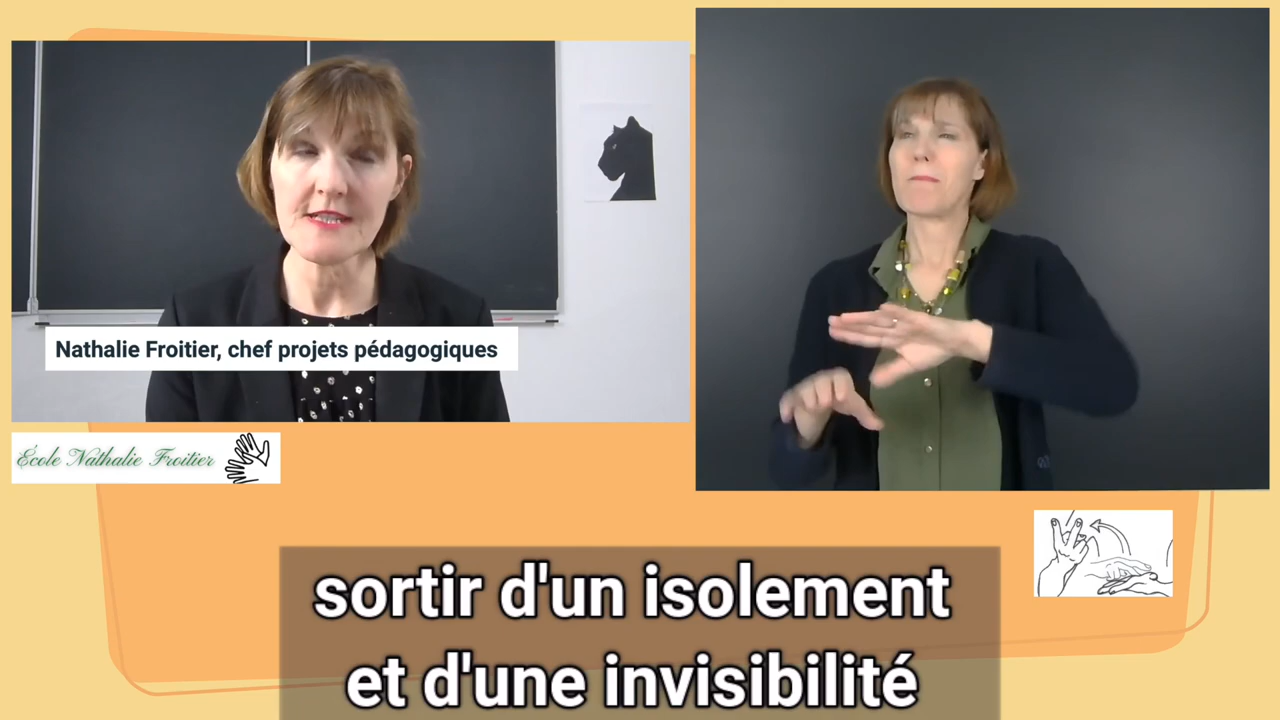 Nathalie Froitier, chef projets pédagogiques
École Nathalie Froitier
sortir d'un isolement
et d'une invisibilité